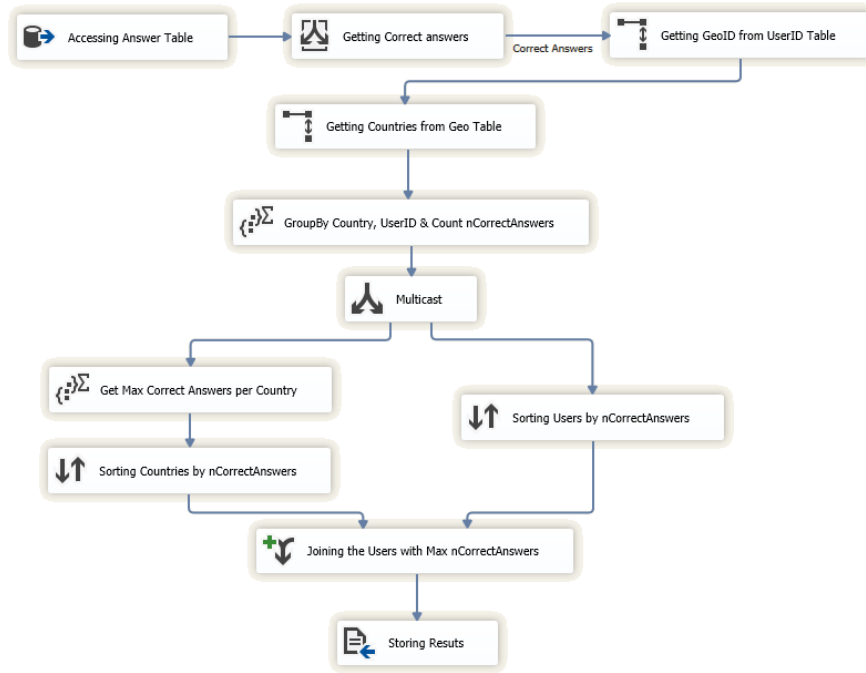 Accessing Answer Table
Getting Correct answers
Correct Answers
Getting GeoID from UserID Table
Getting Countries from Geo Table
GroupBy Country, UserID & Count nCorrectAnswers
Multicast
Get Max Correct Answers per Country
Sorting Users by nCorrectAnswers
Sorting Countries by nCorrectAnswers
Joining the Users with Max nCorrectAnswers
Storing Resuts